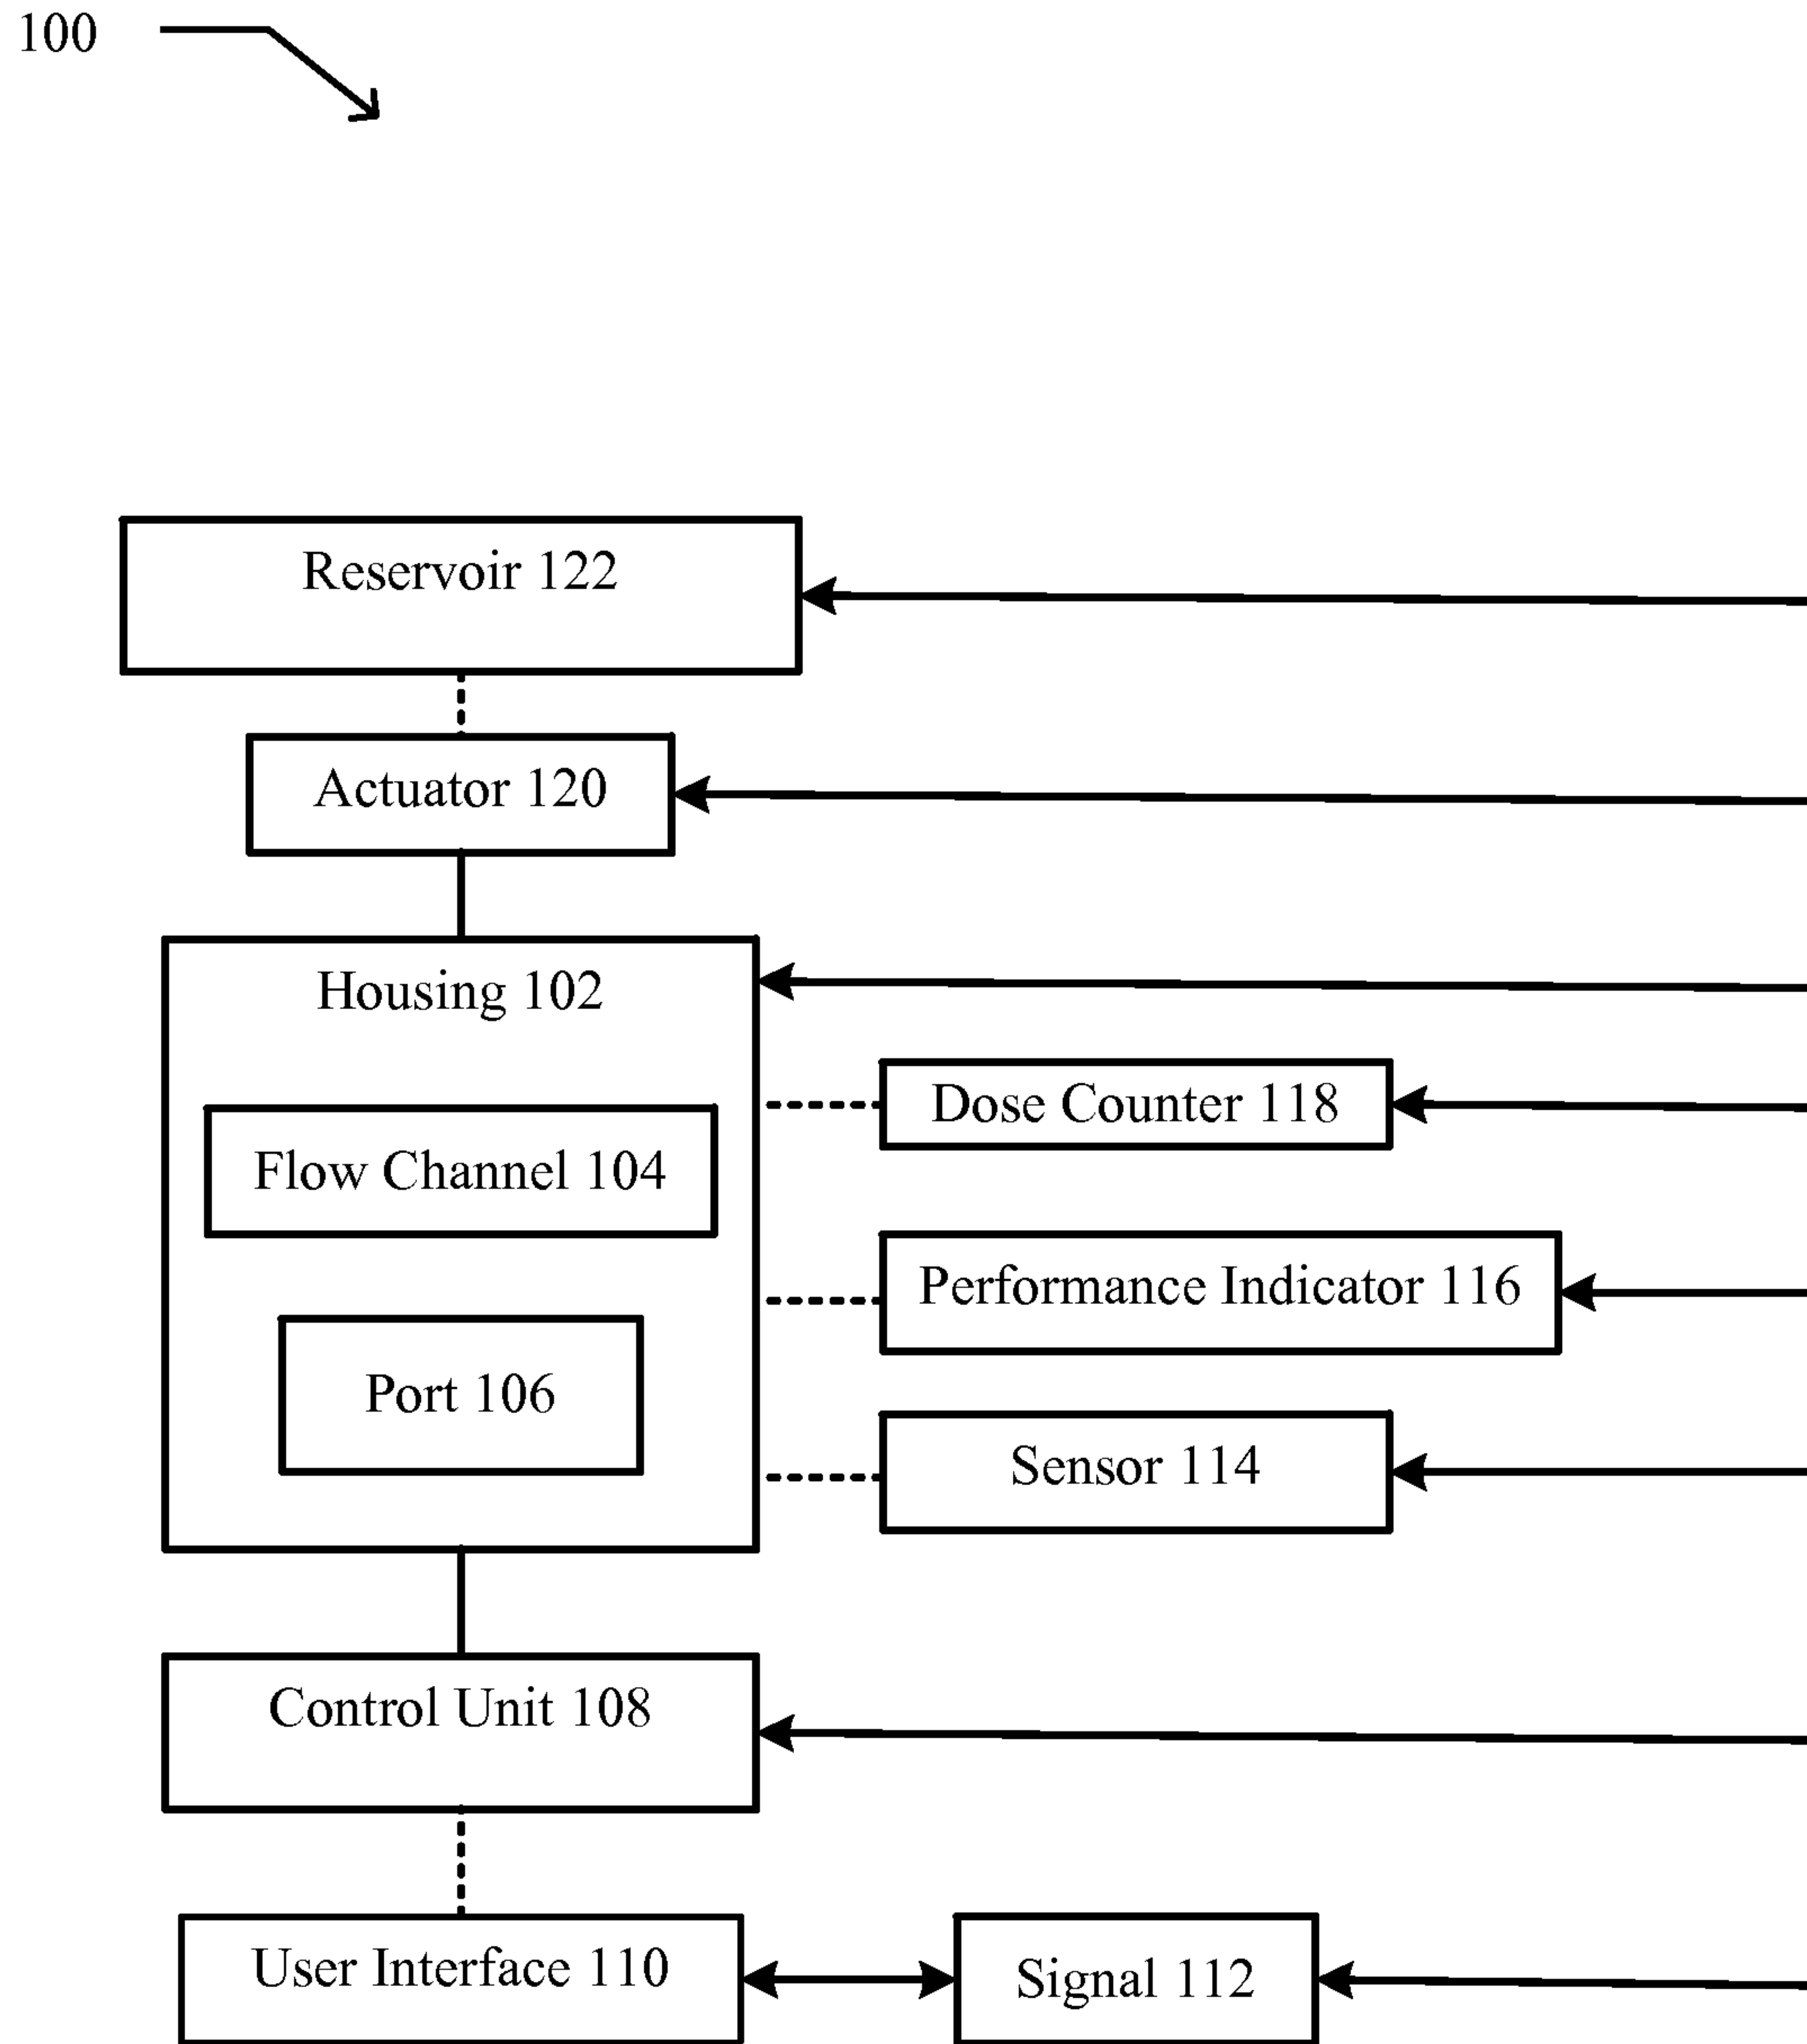 100
Reservoir 122
Actuator 120
Housing 102
Dose Counter 118
Flow Channel 104
Performance Indicator 116
Port 106
Sensor 114
Control Unit 108
User Interface 110
Signal 112